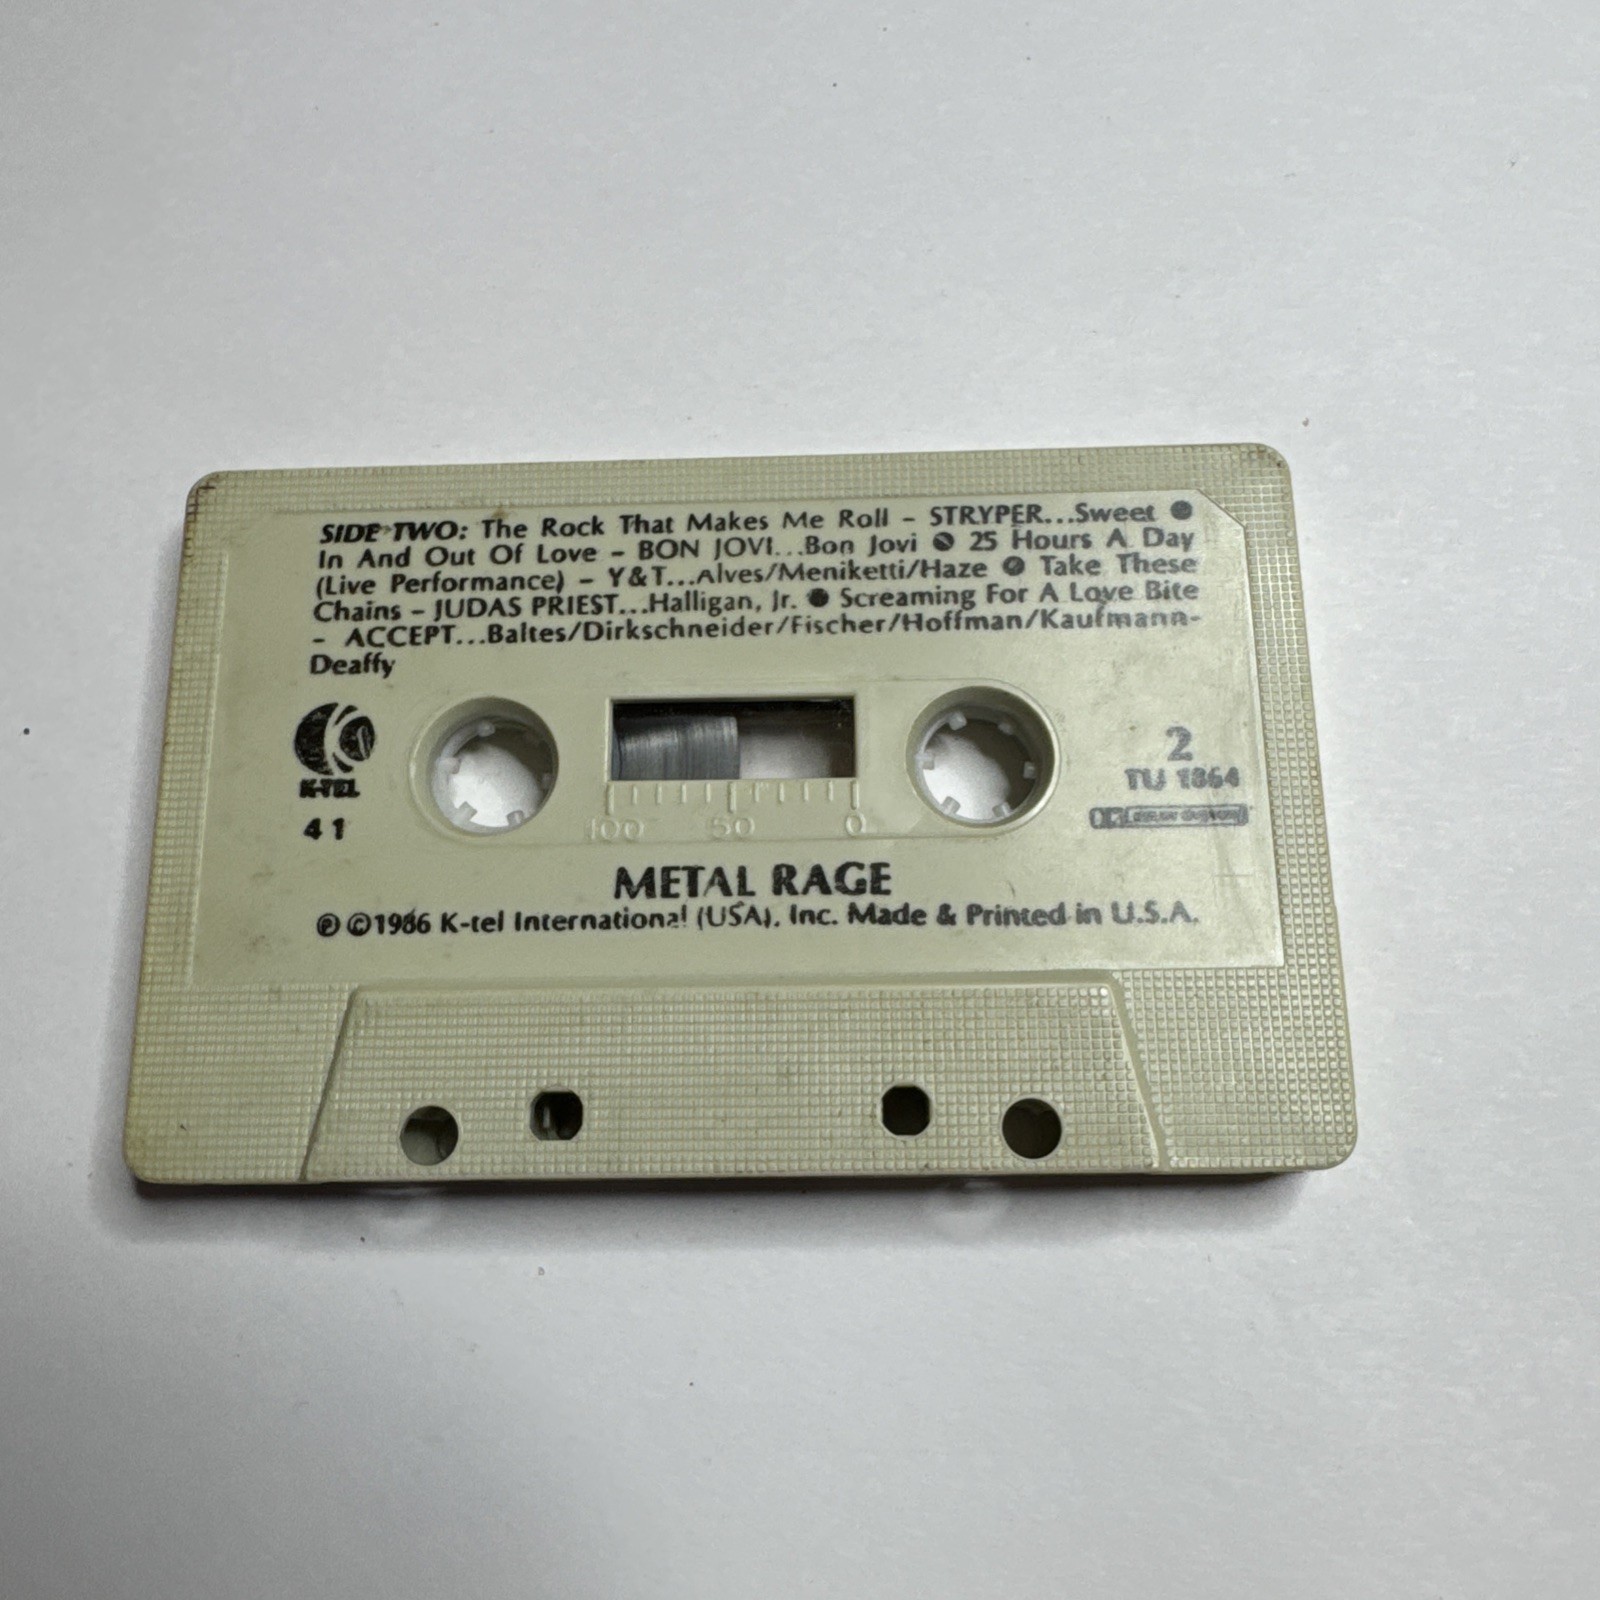 SIDE TWO: The Rock That Makes Me Roll – STRYPER...Sweet ●
In And Out Of Love – BON JOVI...Bon Jovi ● 25 Hours A Day
(Live Performance) – Y&T...Alves/Meniketti/Haze ● Take These
Chains – JUDAS PRIEST...Halligan, Jr. ● Screaming For A Love Bite
– ACCEPT...Baltes/Dirkschneider/Fischer/Hoffman/Kaufmann-
Deaffy
K-TEL
41
2
TU 1864
100 50 0
METAL RAGE
℗ ©1986 K-tel International (USA), Inc. Made & Printed in U.S.A.